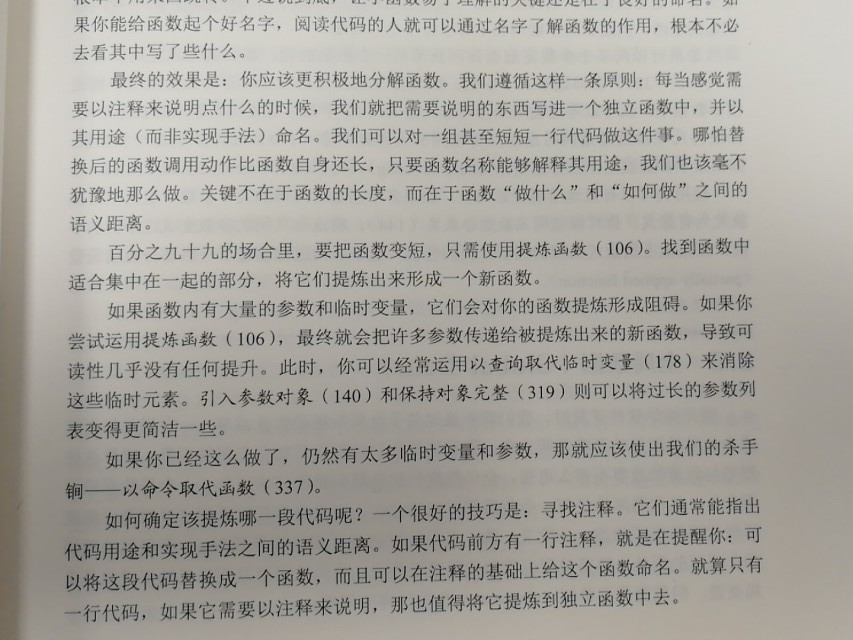 果你能给函数起个好名字，阅读代码的人就可以通过名字了解函数的作用，根本不必
去看其中写了些什么。
最终的效果是：你应该更积极地分解函数。我们遵循这样一条原则：每当感觉需
要以注释来说明点什么的时候，我们就把需要说明的东西写进一个独立函数中，并以
其用途（而非实现手法）命名。我们可以对一组甚至短短一行代码做这件事。哪怕替
换后的函数调用动作比函数自身还长，只要函数名称能够解释其用途，我们也该毫不
犹豫地那么做。关键不在于函数的长度，而在于函数“做什么”和“如何做”之间的
语义距离。
百分之九十九的场合里，要把函数变短，只需使用提炼函数（106）。找到函数中
适合集中在一起的部分，将它们提炼出来形成一个新函数。
如果函数内有大量的参数和临时变量，它们会对你的函数提炼形成阻碍。如果你
尝试运用提炼函数（106），最终就会把许多参数传递给被提炼出来的新函数，导致可
读性几乎没有任何提升。此时，你可以经常运用以查询取代临时变量（178）来消除
这些临时元素。引入参数对象（140）和保持对象完整（319）则可以将过长的参数列
表变得更简洁一些。
如果你已经这么做了，仍然有太多临时变量和参数，那就应该使出我们的杀手
锏——以命令取代函数（337）。
如何确定该提炼哪一段代码呢？一个很好的技巧是：寻找注释。它们通常能指出
代码用途和实现手法之间的语义距离。如果代码前方有一行注释，就是在提醒你：可
以将这段代码替换成一个函数，而且可以在注释的基础上给这个函数命名。就算只有
一行代码，如果它需要以注释来说明，那也值得将它提炼到独立函数中去。